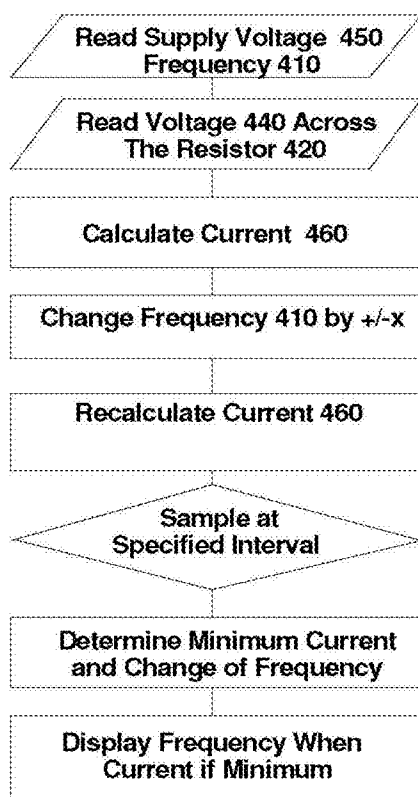 Read Supply Voltage 450
Frequency 410
Read Voltage 440 Across
The Resistor 420
Calculate Current 460
Change Frequency 410 by +/-x
Recalculate Current 460
Sample at
Specified Interval
Determine Minimum Current
and Change of Frequency
Display Frequency When
Current if Minimum